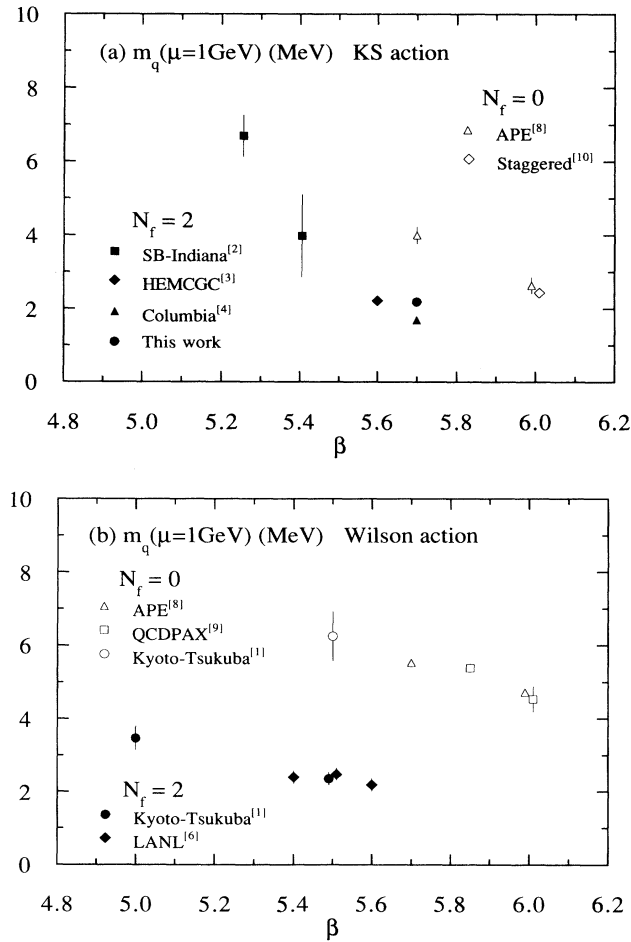 10
(a) m_q(μ=1GeV) (MeV) KS action
8
N_f = 0
APE[8]
6
Staggered[10]
N_f = 2
SB-Indiana[2]
4
HEMCGC[3]
2
Columbia[4]
This work
0
4.8 5.0 5.2 5.4 5.6 5.8 6.0 6.2
β
10
(b) m_q(μ=1GeV) (MeV) Wilson action
N_f = 0
8
APE[8]
QCDPAX[9]
6
Kyoto-Tsukuba[1]
4
N_f = 2
2
Kyoto-Tsukuba[1]
LANL[6]
0
5.0 5.2 5.4 5.6 5.8 6.0 6.2
β